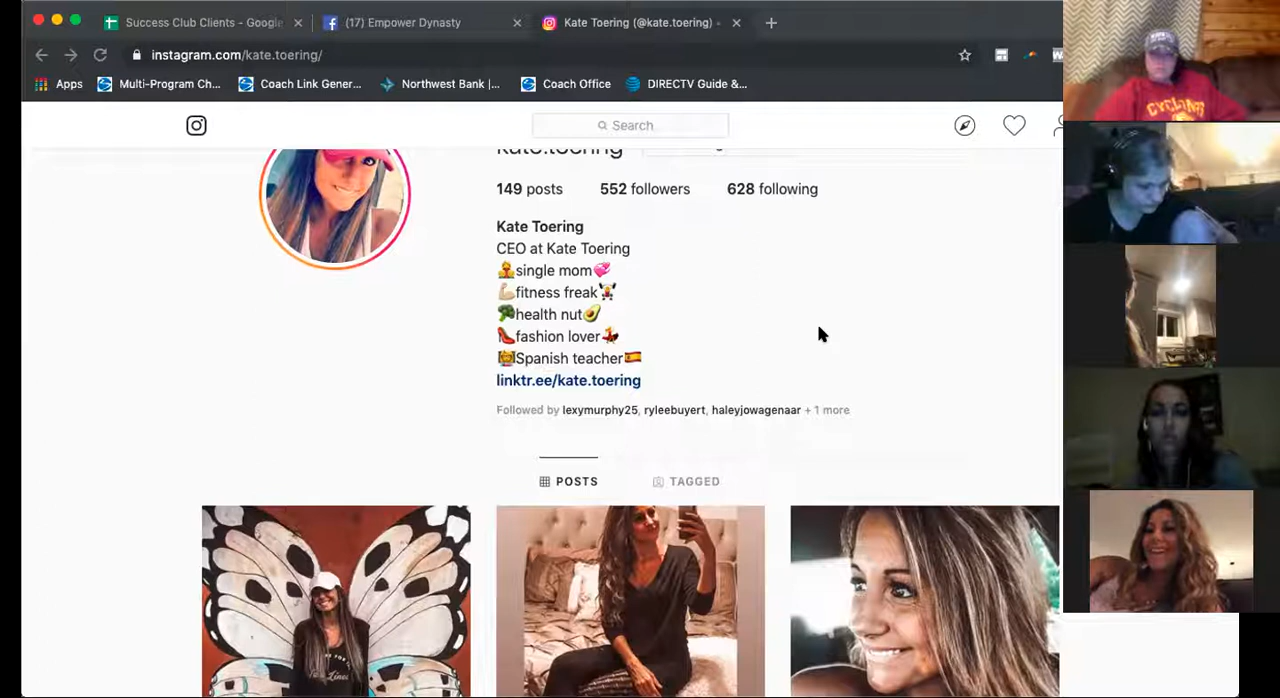 Success Club Clients - Google
(17) Empower Dynasty
Kate Toering (@kate.toering)
instagram.com/kate.toering/
Apps
Multi-Program Ch...
Coach Link Gener...
Northwest Bank |...
Coach Office
DIRECTV Guide &...
Search
kate.toering
149 posts
552 followers
628 following
Kate Toering
CEO at Kate Toering
single mom
fitness freak
health nut
fashion lover
Spanish teacher
linktr.ee/kate.toering
Followed by lexymurphy25, ryleebuyert, haleyjowagenaar + 1 more
POSTS
TAGGED
CYCLONE